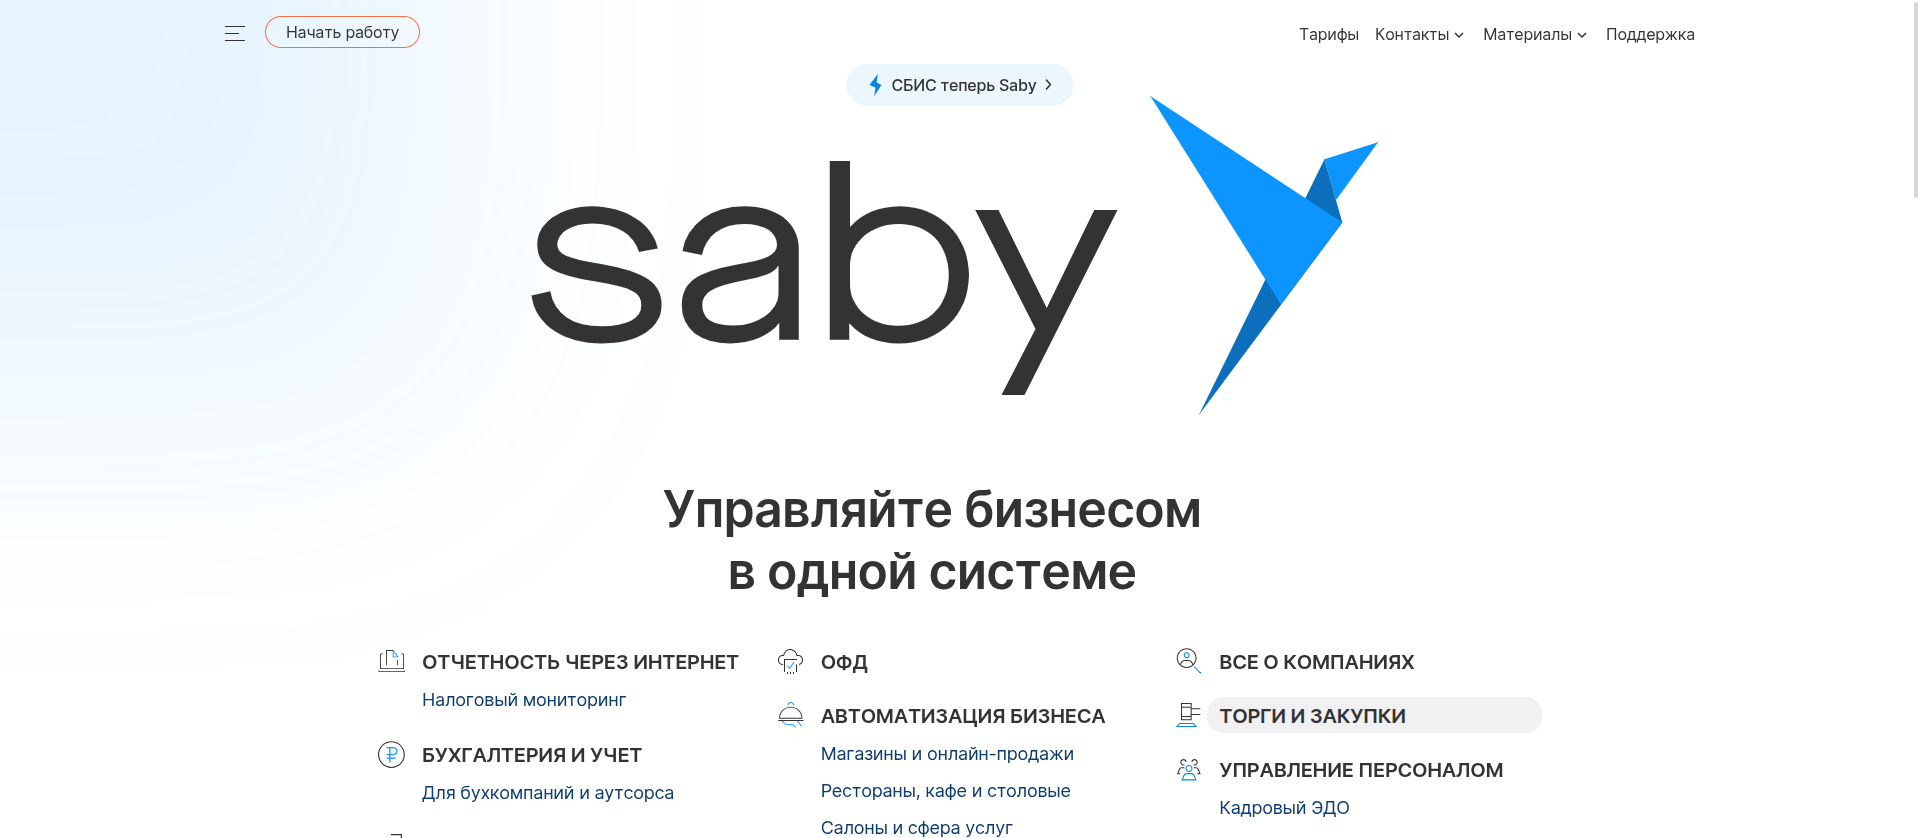 Начать работу
Тарифы Контакты Материалы Поддержка
СБИС теперь Saby
saby
Управляйте бизнесом
в одной системе
ОТЧЕТНОСТЬ ЧЕРЕЗ ИНТЕРНЕТ
Налоговый мониторинг
БУХГАЛТЕРИЯ И УЧЕТ
Для бухкомпаний и аутсорса
ОФД
АВТОМАТИЗАЦИЯ БИЗНЕСА
Магазины и онлайн-продажи
Рестораны, кафе и столовые
Салоны и сфера услуг
ВСЕ О КОМПАНИЯХ
ТОРГИ И ЗАКУПКИ
УПРАВЛЕНИЕ ПЕРСОНАЛОМ
Кадровый ЭДО